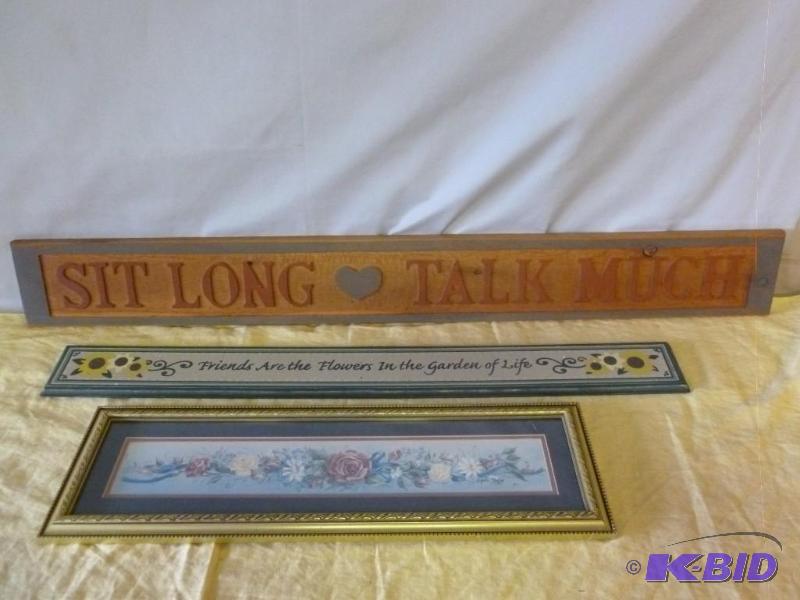 SIT LONG TALK MUCH
Friends Are the Flowers In the Garden of Life
© K-BID